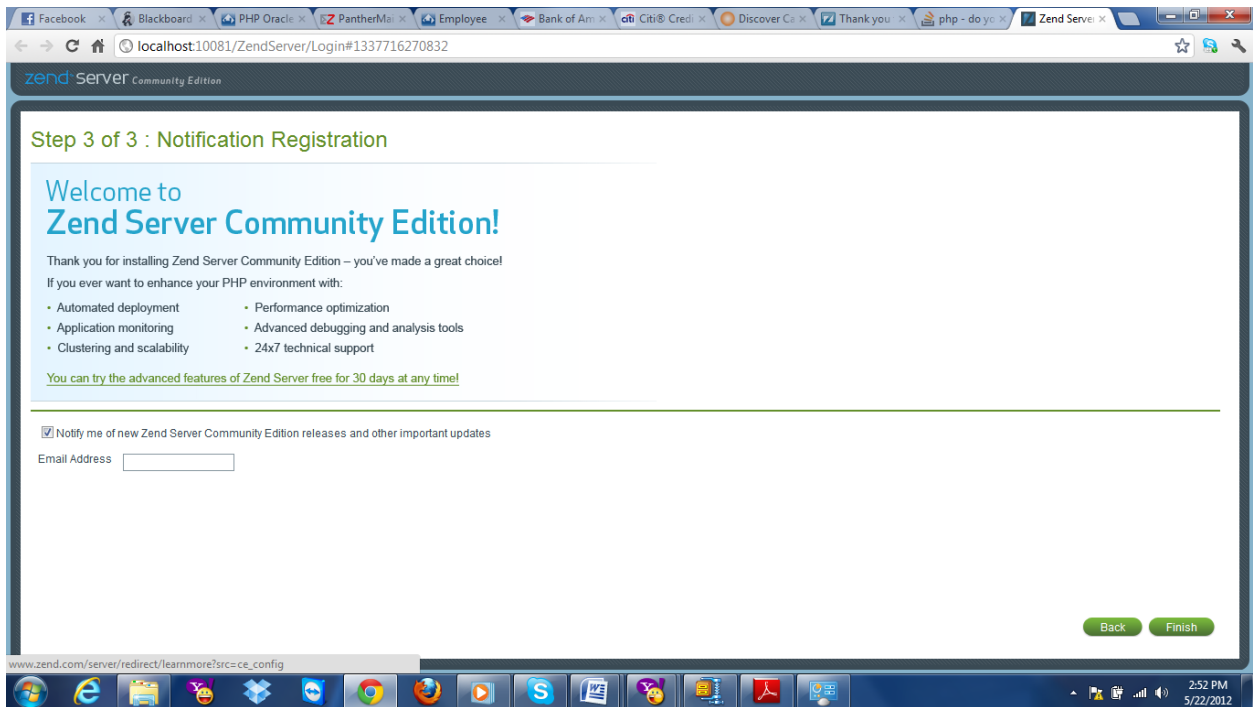 Facebook
Blackboard
PHP Oracle
PantherMai
Employee
Bank of Am
Citi® Credi
Discover Ca
Thank you
php - do yo
Zend Server
localhost:10081/ZendServer/Login#1337716270832
zend Server Community Edition
Step 3 of 3 : Notification Registration
Welcome to
Zend Server Community Edition!
Thank you for installing Zend Server Community Edition – you've made a great choice!
If you ever want to enhance your PHP environment with:
• Automated deployment
• Performance optimization
• Application monitoring
• Advanced debugging and analysis tools
• Clustering and scalability
• 24x7 technical support
You can try the advanced features of Zend Server free for 30 days at any time!
Notify me of new Zend Server Community Edition releases and other important updates
Email Address
Back
Finish
www.zend.com/server/redirect/learnmore?src=ce_config
2:52 PM
5/22/2012